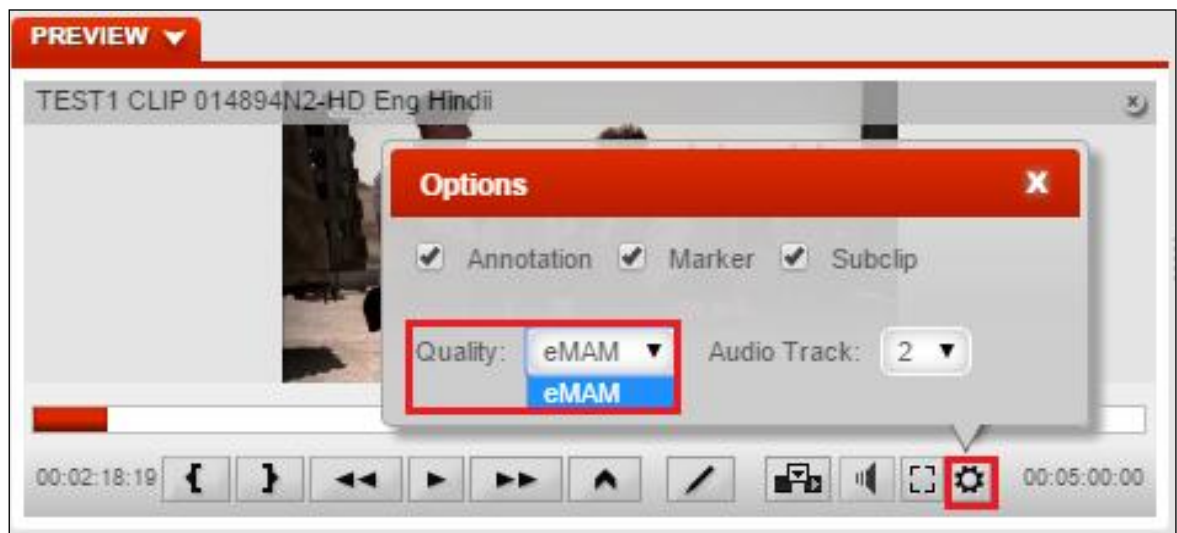 PREVIEW
TEST1 CLIP 014894N2-HD Eng Hindii
Options
X
Annotation Marker Subclip
Quality: eMAM Audio Track: 2
eMAM
00:02:18:19 { } 00:05:00:00